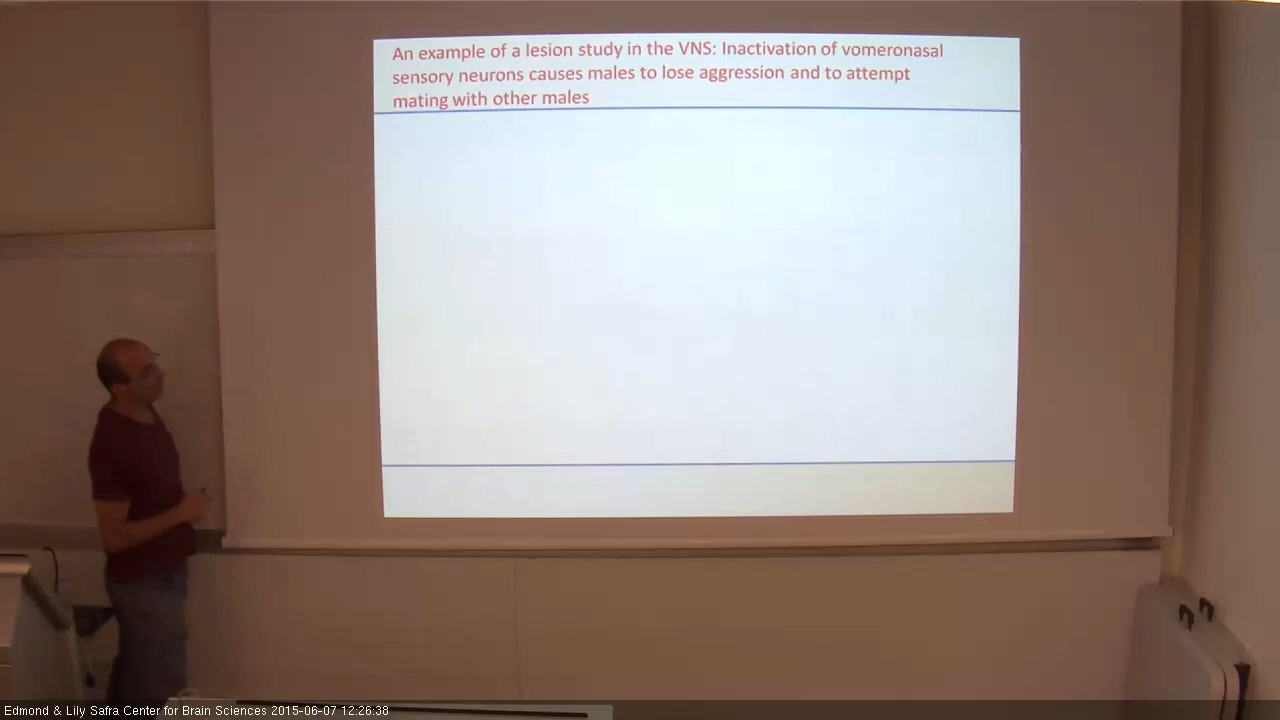 An example of a lesion study in the VNS: Inactivation of vomeronasal
sensory neurons causes males to lose aggression and to attempt
mating with other males
Edmond & Lily Safra Center for Brain Sciences 2015-06-07 12:26:38